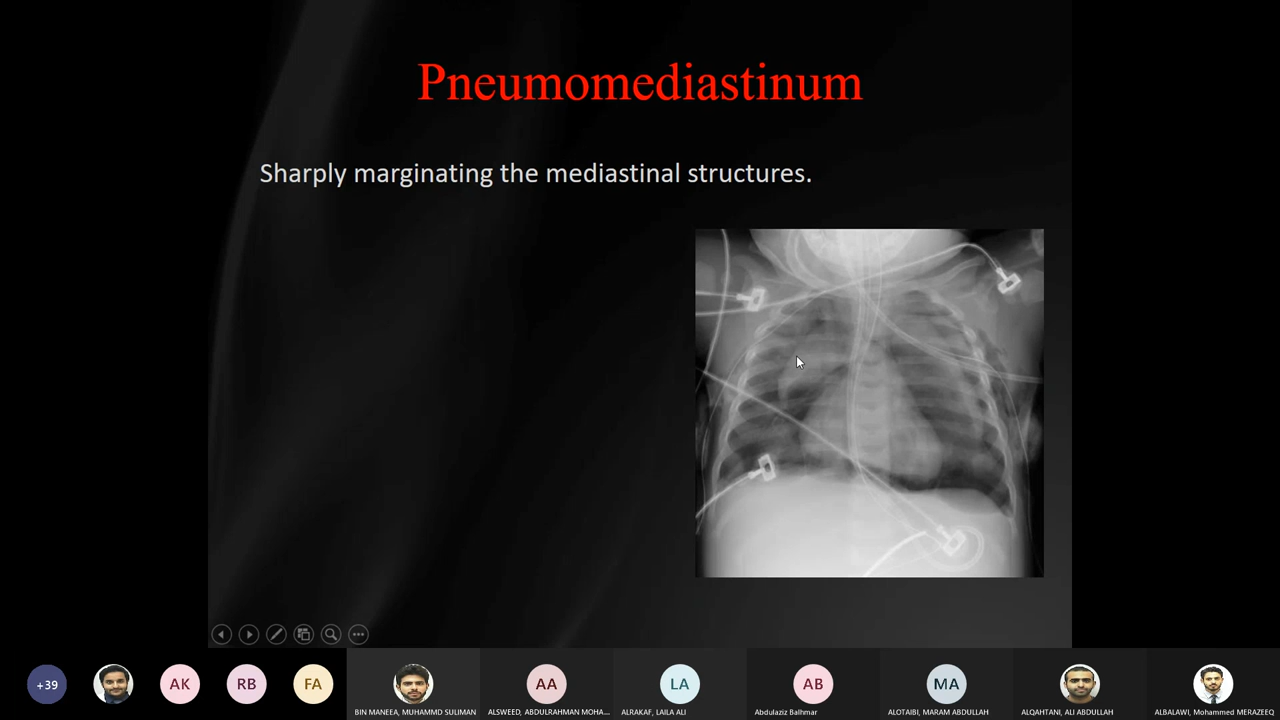 Pneumomediastinum
Sharply marginating the mediastinal structures.
+39
AK
RB
FA
AA
LA
AB
MA
BIN MANEEA, MUHAMMD SULIMAN
ALSWEED, ABDULRAHMAN MOHA...
ALRAKAF, LAILA ALI
Abdulaziz Balhmar
ALOTAIBI, MARAM ABDULLAH
ALQAHTANI, ALI ABDULLAH
ALBALAWI, Mohammed MERAZEEQ